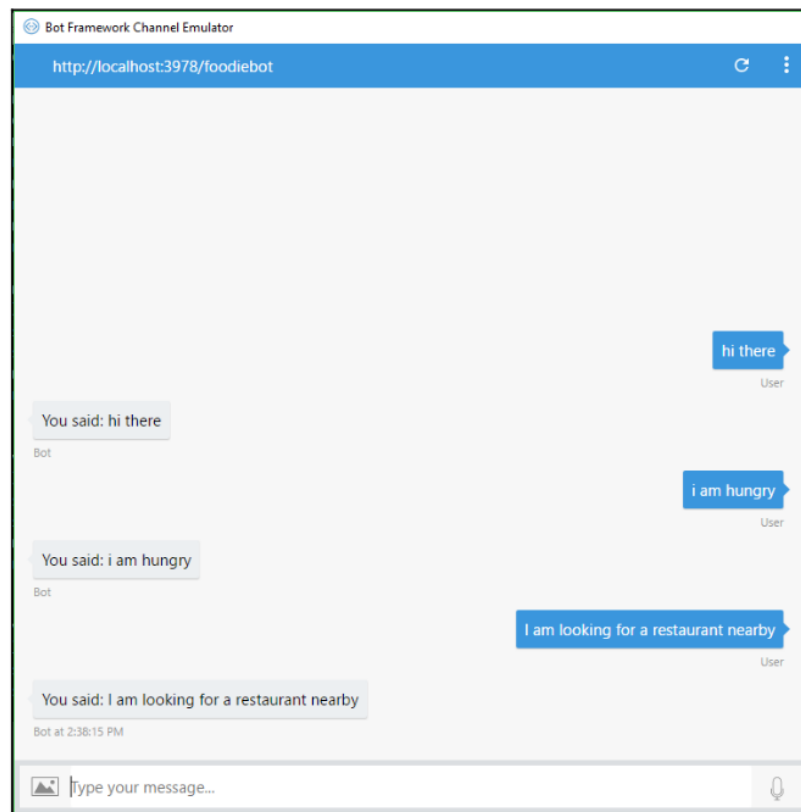 Bot Framework Channel Emulator
http://localhost:3978/foodiebot
hi there
User
You said: hi there
Bot
i am hungry
User
You said: i am hungry
Bot
I am looking for a restaurant nearby
User
You said: I am looking for a restaurant nearby
Bot at 2:38:15 PM
Type your message...